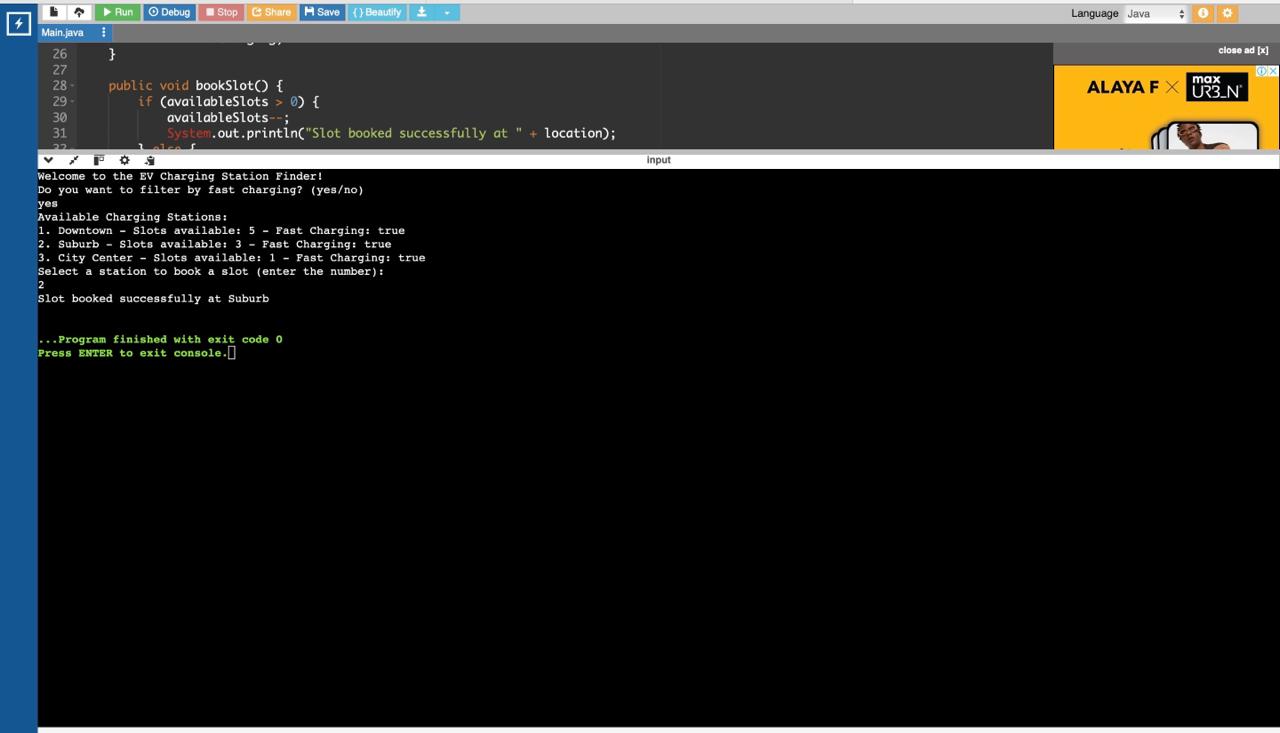 Run Debug Stop Share Save { } Beautify
Language Java
Main.java
close ad [x]
26 }
27
28 public void bookSlot() {
29 if (availableSlots > 0) {
30 availableSlots--;
31 System.out.println("Slot booked successfully at " + location);
32 } else {
ALAYA F × max URB_N
input
Welcome to the EV Charging Station Finder!
Do you want to filter by fast charging? (yes/no)
yes
Available Charging Stations:
1. Downtown - Slots available: 5 - Fast Charging: true
2. Suburb - Slots available: 3 - Fast Charging: true
3. City Center - Slots available: 1 - Fast Charging: true
Select a station to book a slot (enter the number):
2
Slot booked successfully at Suburb
...Program finished with exit code 0
Press ENTER to exit console.